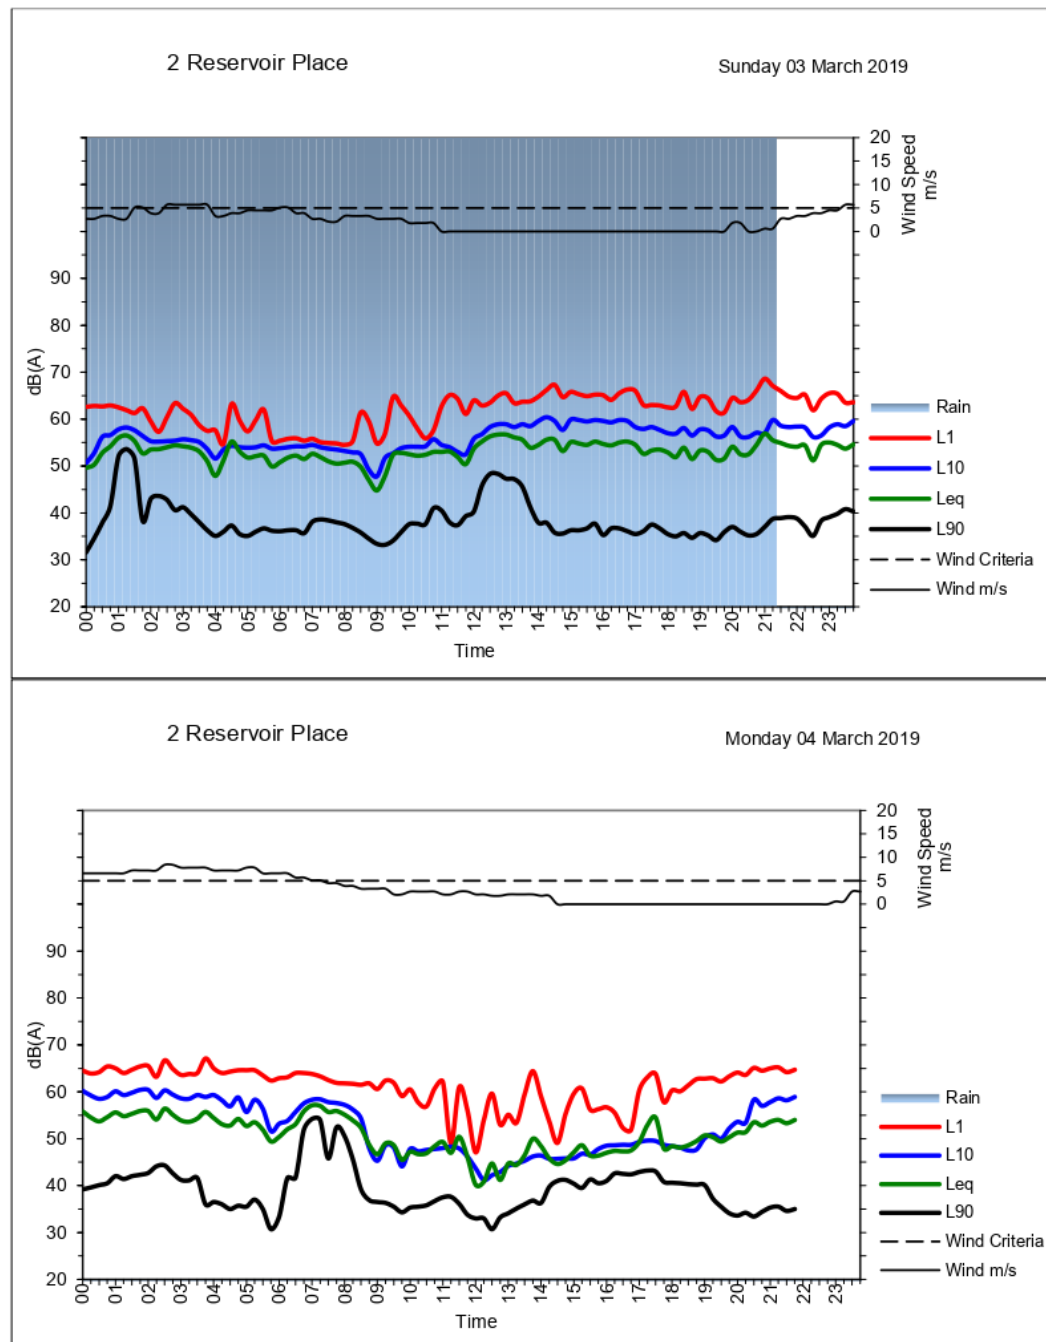 2 Reservoir Place
Sunday 03 March 2019
20
15
10
5
0
Wind Speed
m/s
90
80
70
60
50
40
30
20
dB(A)
00 01 02 03 04 05 06 07 08 09 10 11 12 13 14 15 16 17 18 19 20 21 22 23
Time
Rain
L1
L10
Leq
L90
Wind Criteria
Wind m/s
2 Reservoir Place
Monday 04 March 2019
20
15
10
5
0
Wind Speed
m/s
90
80
70
60
50
40
30
20
dB(A)
00 01 02 03 04 05 06 07 08 09 10 11 12 13 14 15 16 17 18 19 20 21 22 23
Time
Rain
L1
L10
Leq
L90
Wind Criteria
Wind m/s